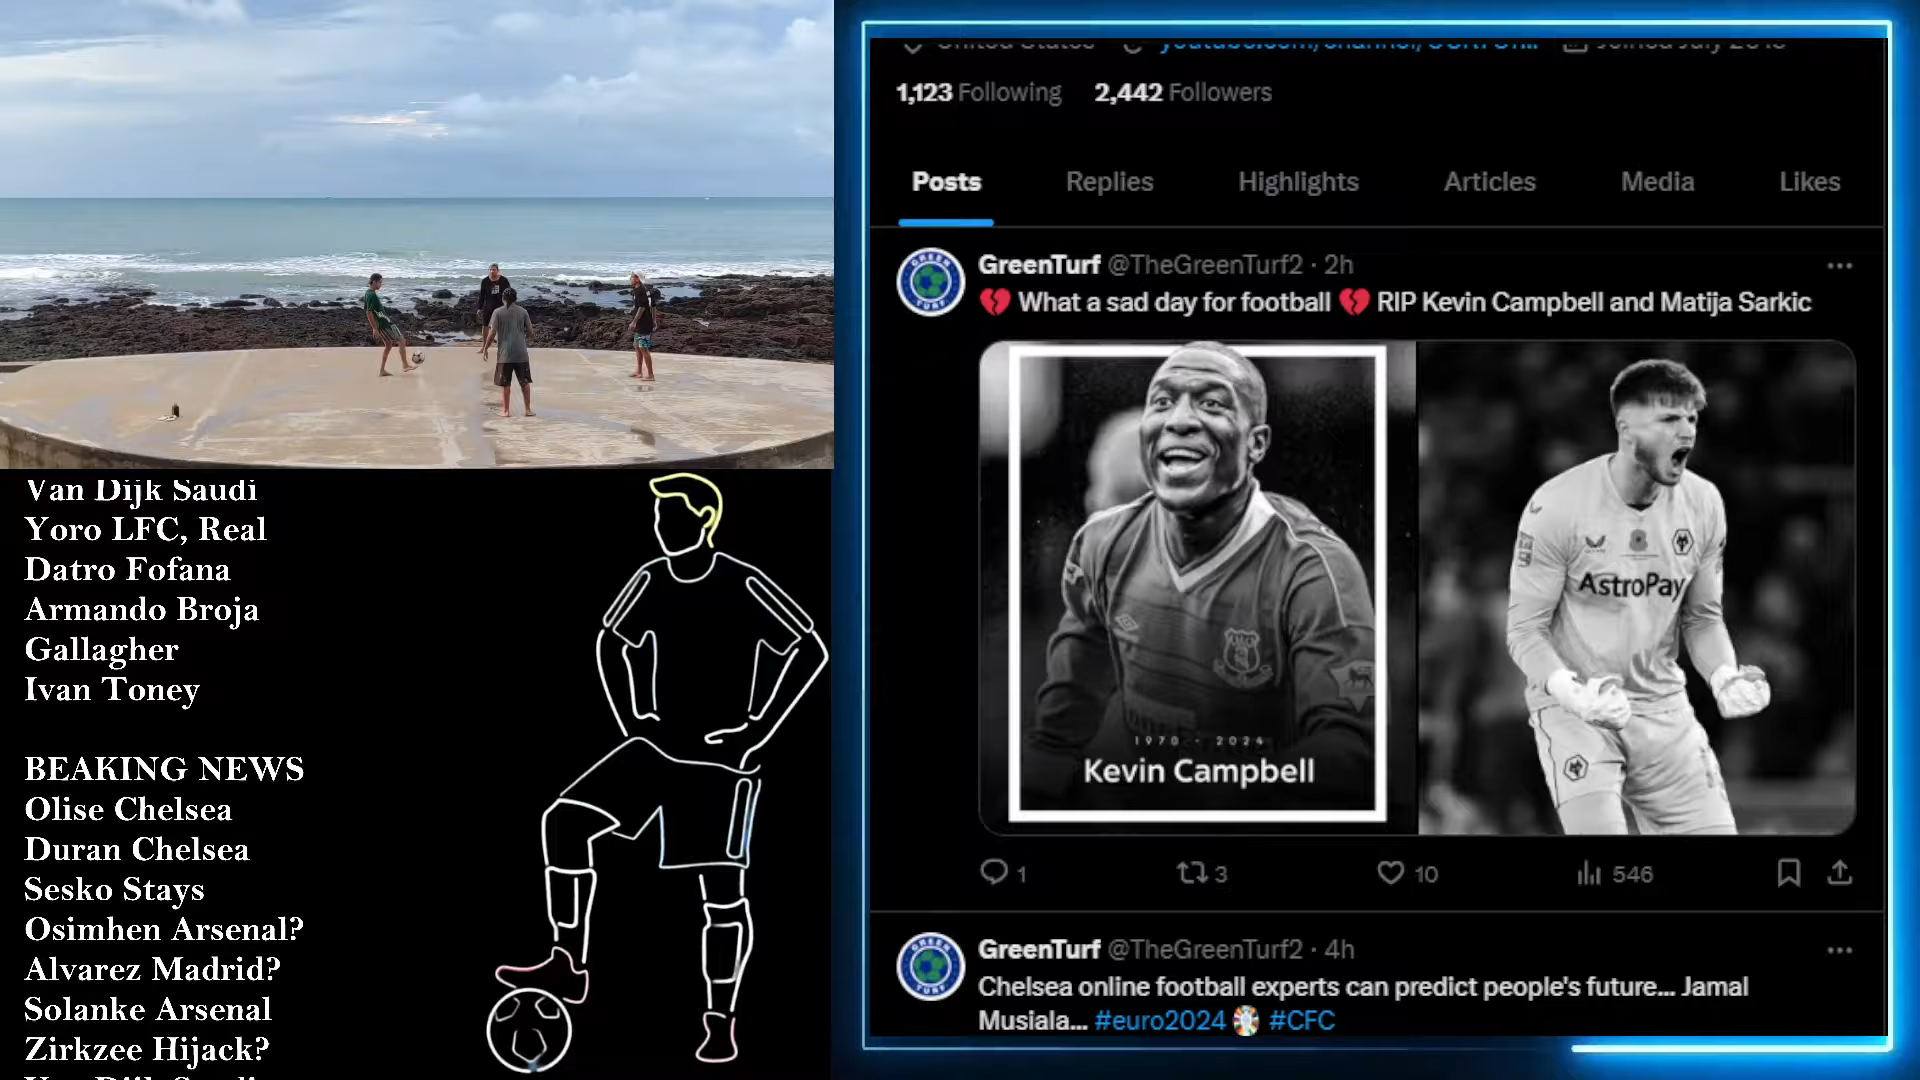 Van Dijk Saudi
Yoro LFC, Real
Datro Fofana
Armando Broja
Gallagher
Ivan Toney
BEAKING NEWS
Olise Chelsea
Duran Chelsea
Sesko Stays
Osimhen Arsenal?
Alvarez Madrid?
Solanke Arsenal
Zirkzee Hijack?
1,123 Following 2,442 Followers
Posts Replies Highlights Articles Media Likes
GREEN TURF
GreenTurf @TheGreenTurf2 · 2h
💔 What a sad day for football 💔 RIP Kevin Campbell and Matija Sarkic
1970 - 2024
Kevin Campbell
AstroPay
1 3 10 546
GREEN TURF
GreenTurf @TheGreenTurf2 · 4h
Chelsea online football experts can predict people's future... Jamal
Musiala... #euro2024 #CFC